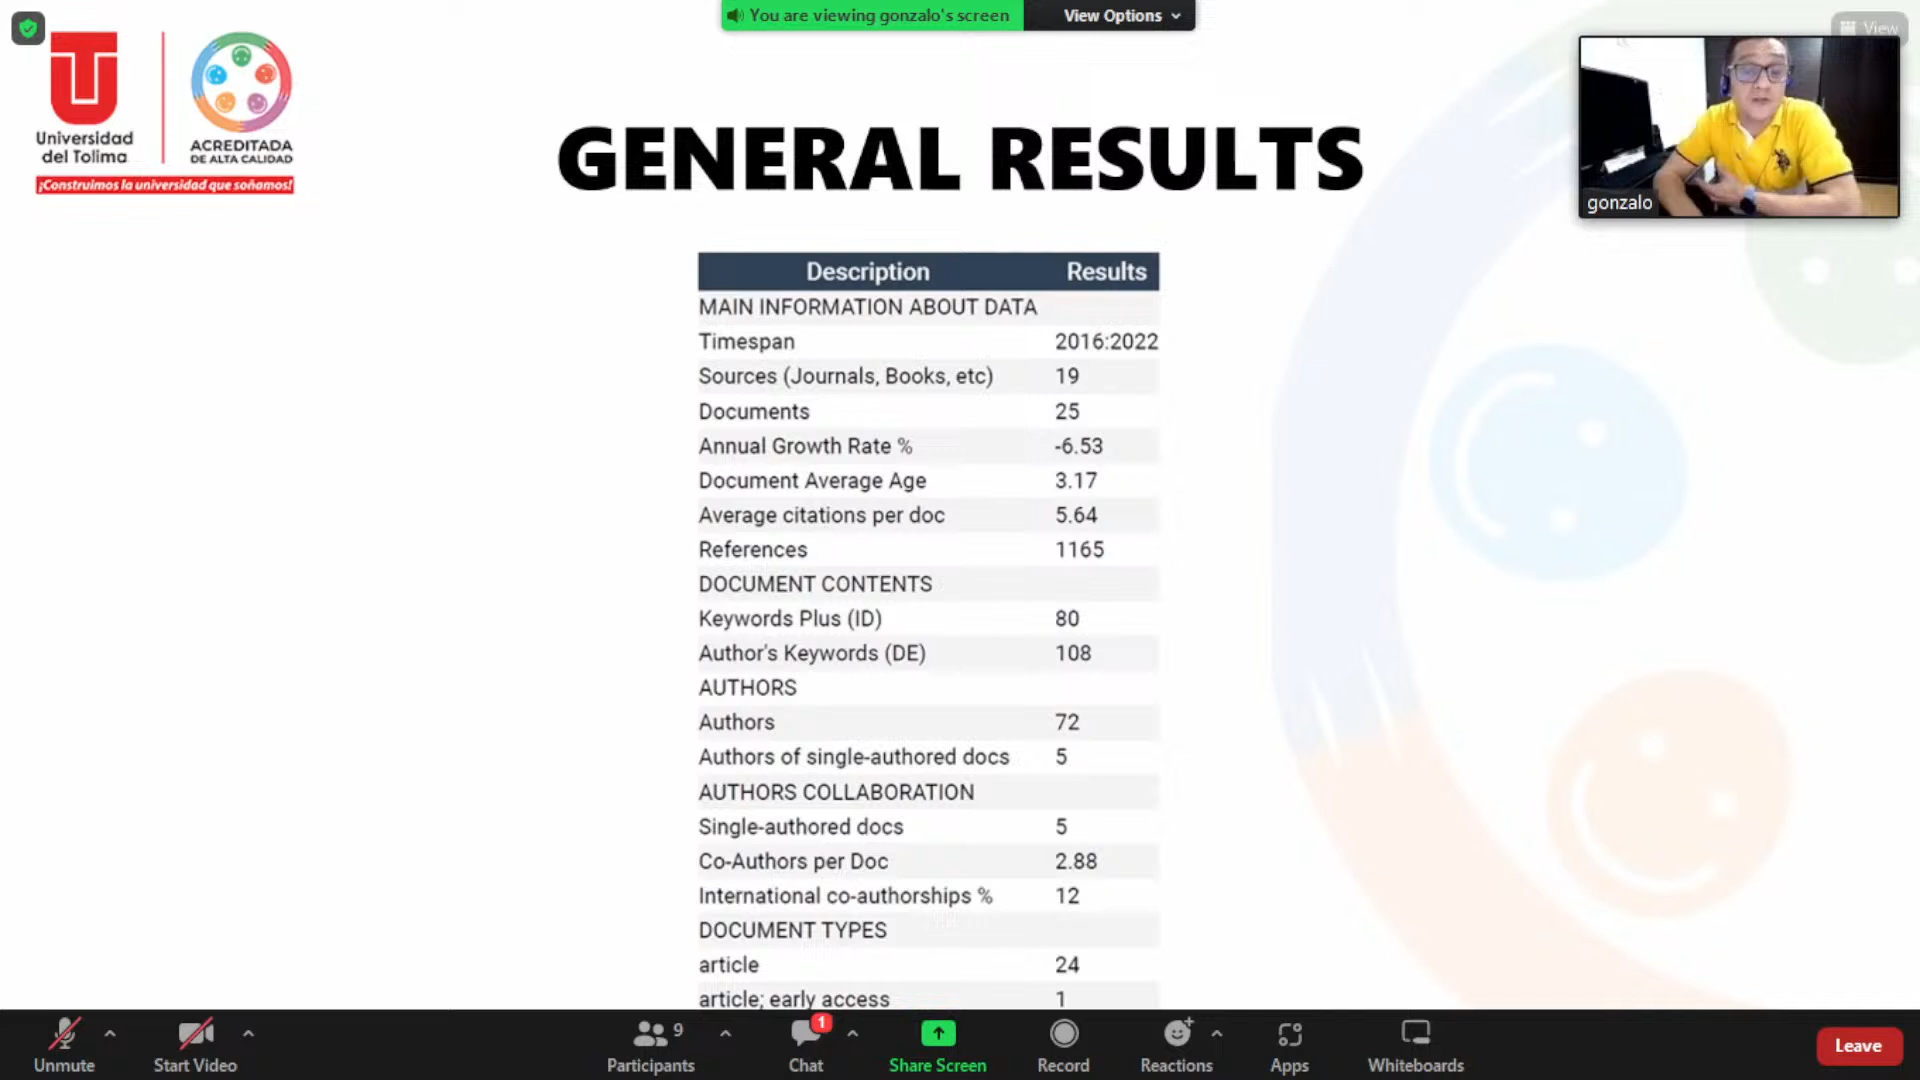 You are viewing gonzalo's screen
View Options
View
Universidad
del Tolima
ACREDITADA
DE ALTA CALIDAD
¡Construimos la universidad que soñamos!
GENERAL RESULTS
gonzalo
Description Results
MAIN INFORMATION ABOUT DATA
Timespan 2016:2022
Sources (Journals, Books, etc) 19
Documents 25
Annual Growth Rate % -6.53
Document Average Age 3.17
Average citations per doc 5.64
References 1165
DOCUMENT CONTENTS
Keywords Plus (ID) 80
Author's Keywords (DE) 108
AUTHORS
Authors 72
Authors of single-authored docs 5
AUTHORS COLLABORATION
Single-authored docs 5
Co-Authors per Doc 2.88
International co-authorships % 12
DOCUMENT TYPES
article 24
article; early access 1
9
1
Unmute Start Video Participants Chat Share Screen Record Reactions Apps Whiteboards Leave